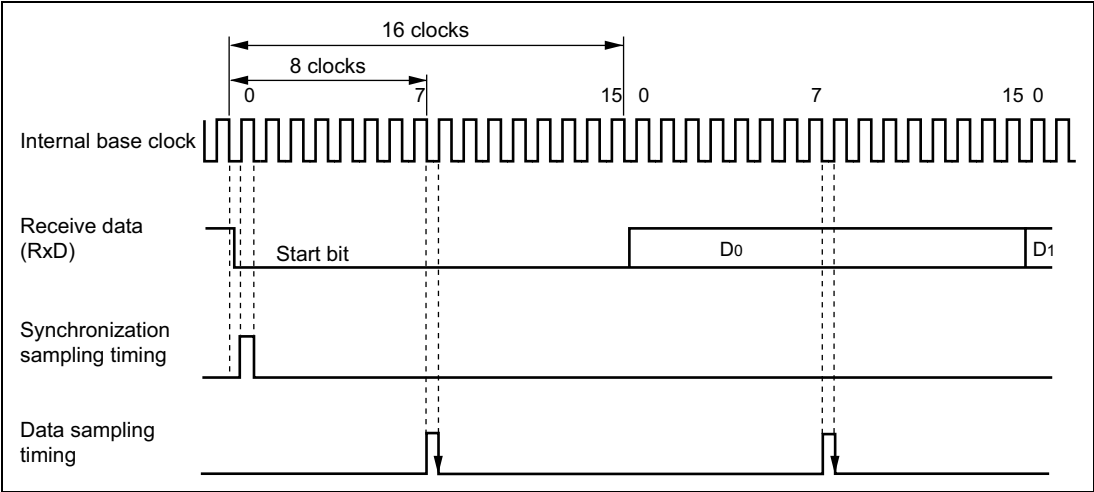 16 clocks
8 clocks
0 7 15 0 7 15 0
Internal base clock
Receive data
(RxD)
Start bit D0 D1
Synchronization
sampling timing
Data sampling
timing